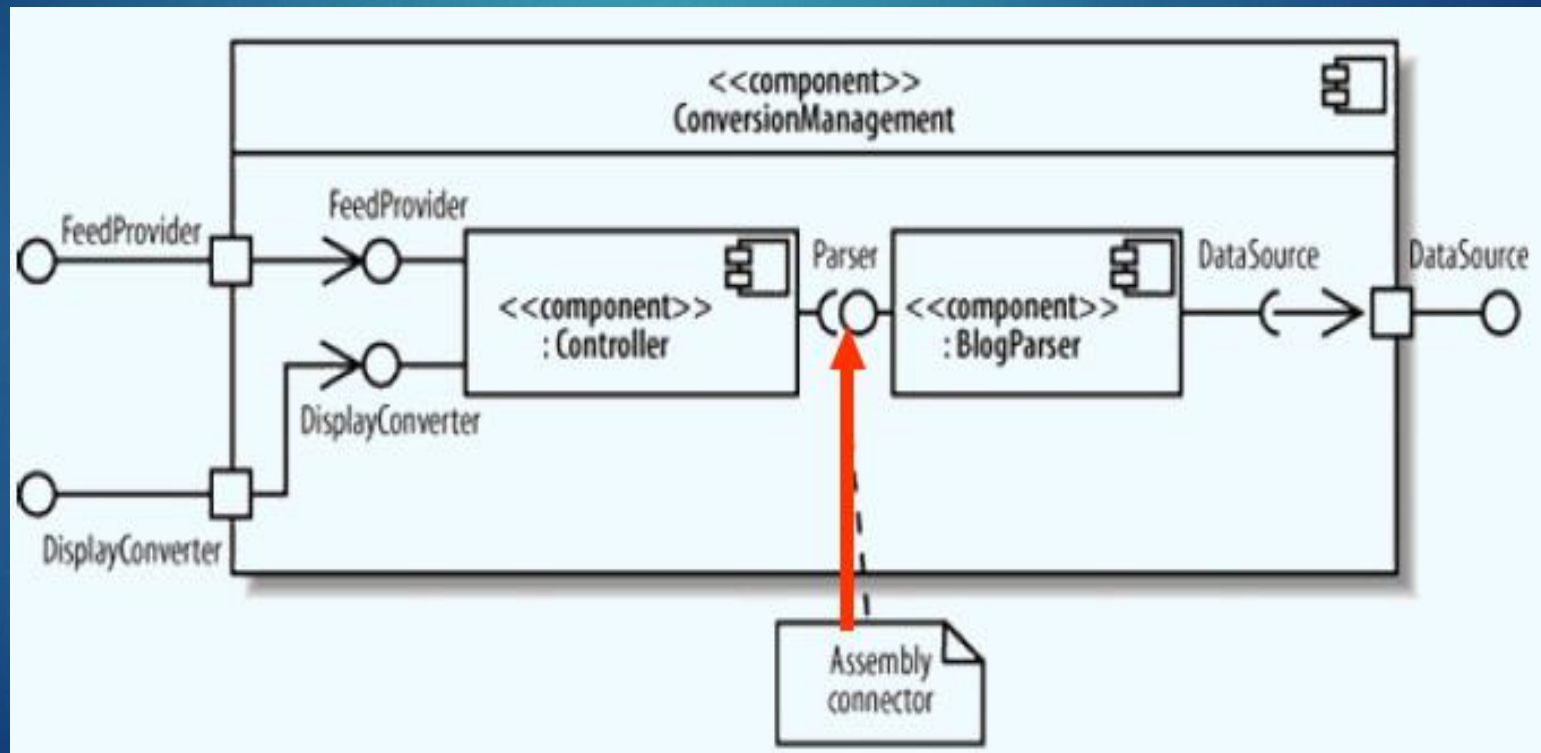 <<component>>
ConversionManagement
FeedProvider
FeedProvider
<<component>>
: Controller
Parser
<<component>>
: BlogParser
DataSource
DataSource
DisplayConverter
DisplayConverter
Assembly
connector